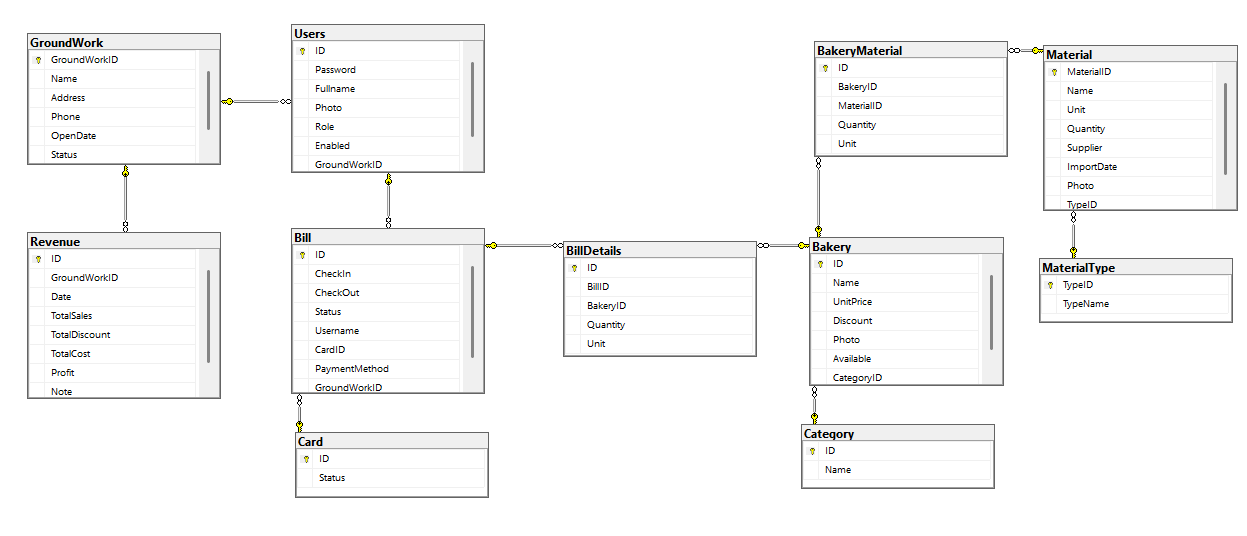 GroundWork
GroundWorkID
Name
Address
Phone
OpenDate
Status
Users
ID
Password
Fullname
Photo
Role
Enabled
GroundWorkID
BakeryMaterial
ID
BakeryID
MaterialID
Quantity
Unit
Material
MaterialID
Name
Unit
Quantity
Supplier
ImportDate
Photo
TypeID
Revenue
ID
GroundWorkID
Date
TotalSales
TotalDiscount
TotalCost
Profit
Note
Bill
ID
CheckIn
CheckOut
Status
Username
CardID
PaymentMethod
GroundWorkID
BillDetails
ID
BillID
BakeryID
Quantity
Unit
Bakery
ID
Name
UnitPrice
Discount
Photo
Available
CategoryID
MaterialType
TypeID
TypeName
Card
ID
Status
Category
ID
Name